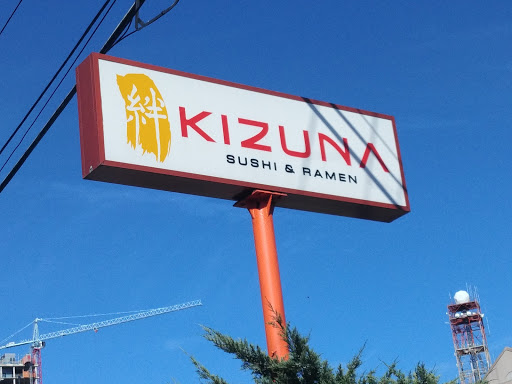 絆 KIZUNA
SUSHI & RAMEN